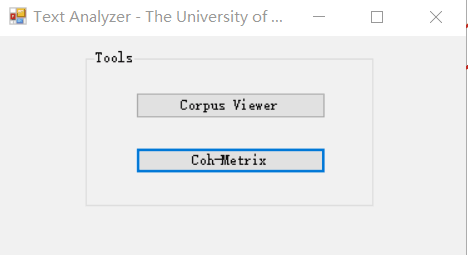 Text Analyzer - The University of ...
Tools
Corpus Viewer
Coh-Metrix